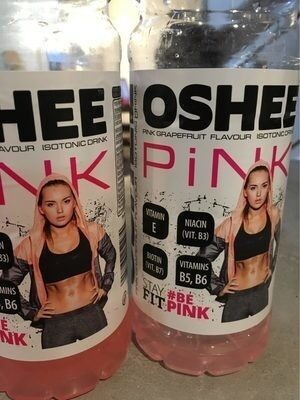 HEE
AVOUR ISOTONIC DRINK
NK
B5, B6
#BE
PINK
OSHEE
PINK GRAPEFRUIT FLAVOUR ISOTONIC DRINK
PiNK
VITAMIN
E
NIACIN
(VIT. B3)
BIOTIN
(VIT. B7)
VITAMINS
B5, B6
STAY
FIT #BE
PINK